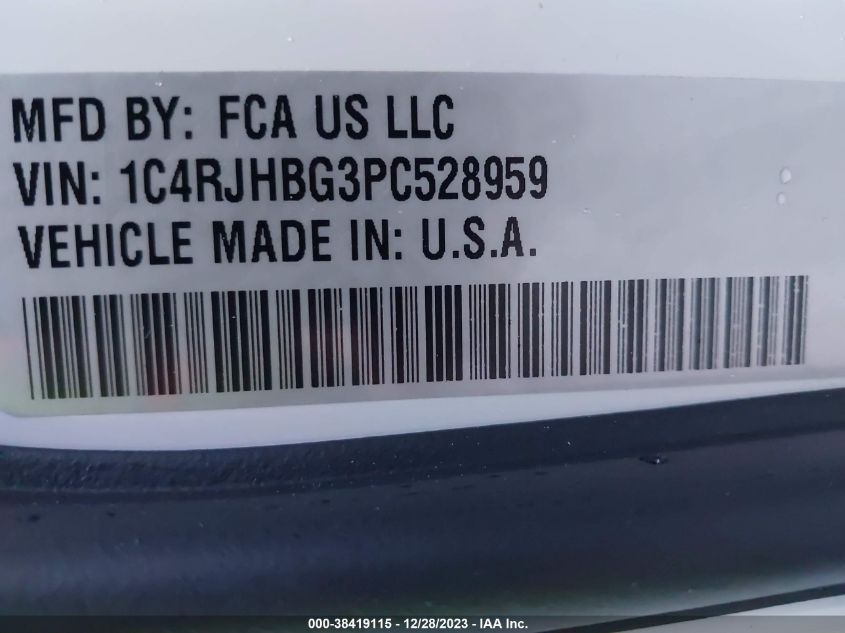 MFD BY: FCA US LLC
VIN: 1C4RJHBG3PC528959
VEHICLE MADE IN: U.S.A.
000-38419115 - 12/28/2023 - IAA Inc.